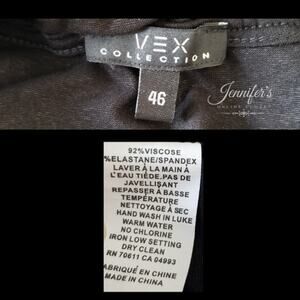 VEX
COLLECTION
46
Jennifer's
ONLINE CLOSET
92%VISCOSE
%ELASTANE/SPANDEX
LAVER À LA MAIN À
L'EAU TIÈDE.PAS DE
JAVELLISANT
REPASSER À BASSE
TEMPÉRATURE
NETTOYAGE À SEC
HAND WASH IN LUKE
WARM WATER
NO CHLORINE
IRON LOW SETTING
DRY CLEAN
RN 70611 CA 04993
ABRIQUÉ EN CHINE
MADE IN CHINA